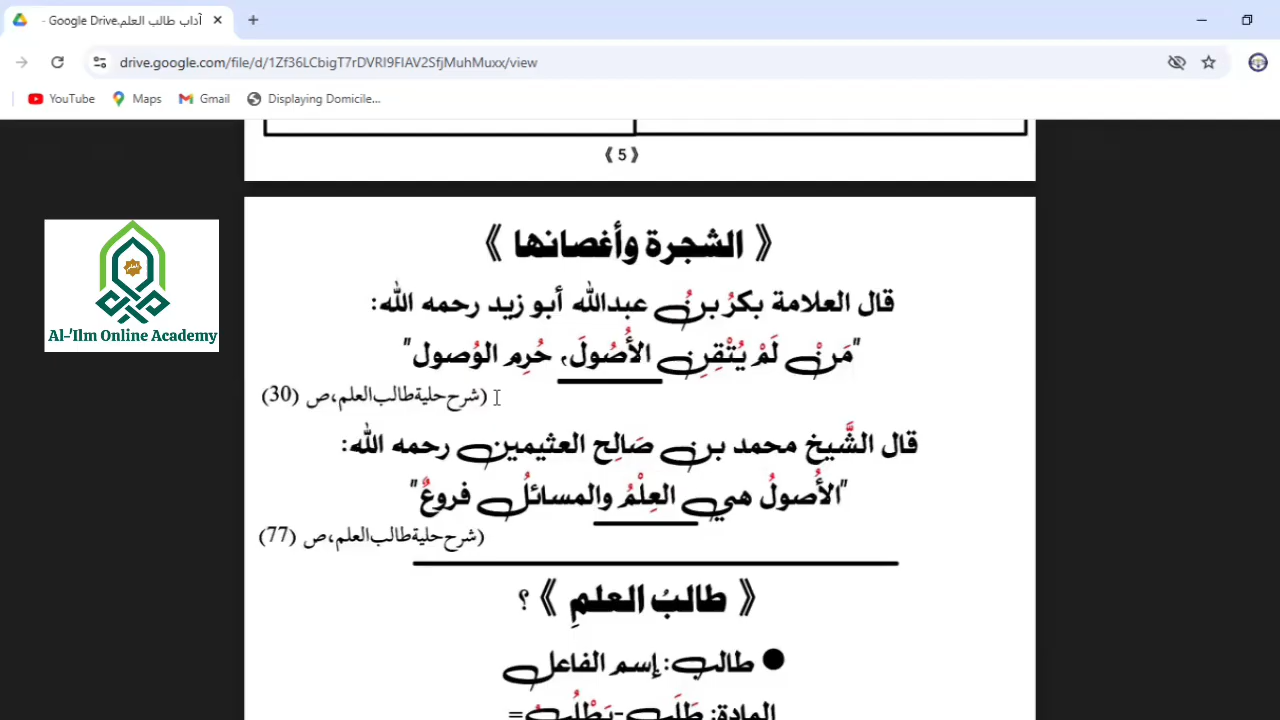 آداب طالب العلم.Google Drive -
drive.google.com/file/d/1Zf36LCbigT7rDVRI9FIAV2SfjMuhMuxx/view
YouTube
Maps
Gmail
Displaying Domicile...
《 5 》
Al-'Ilm Online Academy
《 الشجرة وأغصانها 》
قال العلامة بكرُ برنُ عبدالله أبو زيد رحمه الله:
"مَنْ لَمْ يُتْقِنِ الأُصُولَ، حُرِم الوُصول"
(شرح حلية طالب العلم، ص (30)
قال الشَّيخ محمد بن صَالِح العثيمين رحمه الله:
"الأُصولُ هي العِلْمُ والمسائلُ فروعٌ"
(شرح حلية طالب العلم، ص (77)
《 طالبُ العلمِ 》؟
● طالب: إسم الفاعل
المادة: طَلَب-يَطْلُبُ=